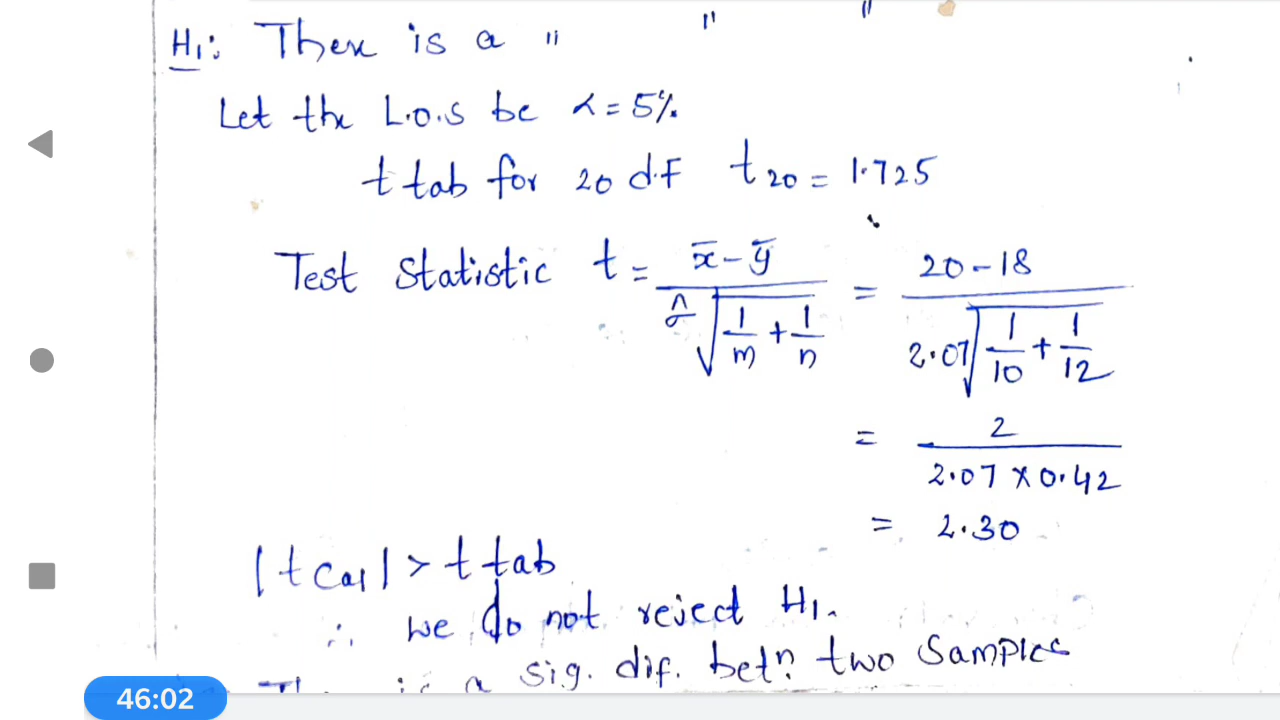 H₁: There is a " " "
Let the L.O.S be α = 5%
t tab for 20 d.F t₂₀ = 1.725
Test Statistic t = (x̄ - ȳ) / (σ̂ √(1/m + 1/n)) = (20 - 18) / (2.07 √(1/10 + 1/12))
= 2 / (2.07 × 0.42)
= 2.30
|t cal| > t tab
∴ we do not reject H₁.
is a sig. dif. betn two Samples
46:02